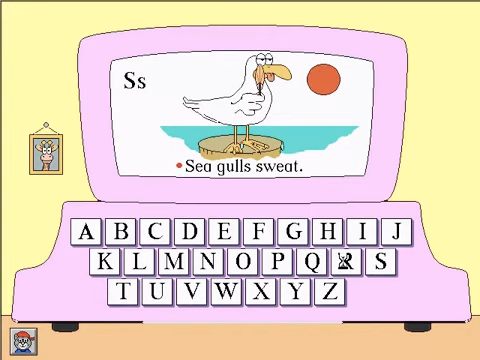 Ss
Sea gulls sweat.
A B C D E F G H I J
K L M N O P Q R S
T U V W X Y Z